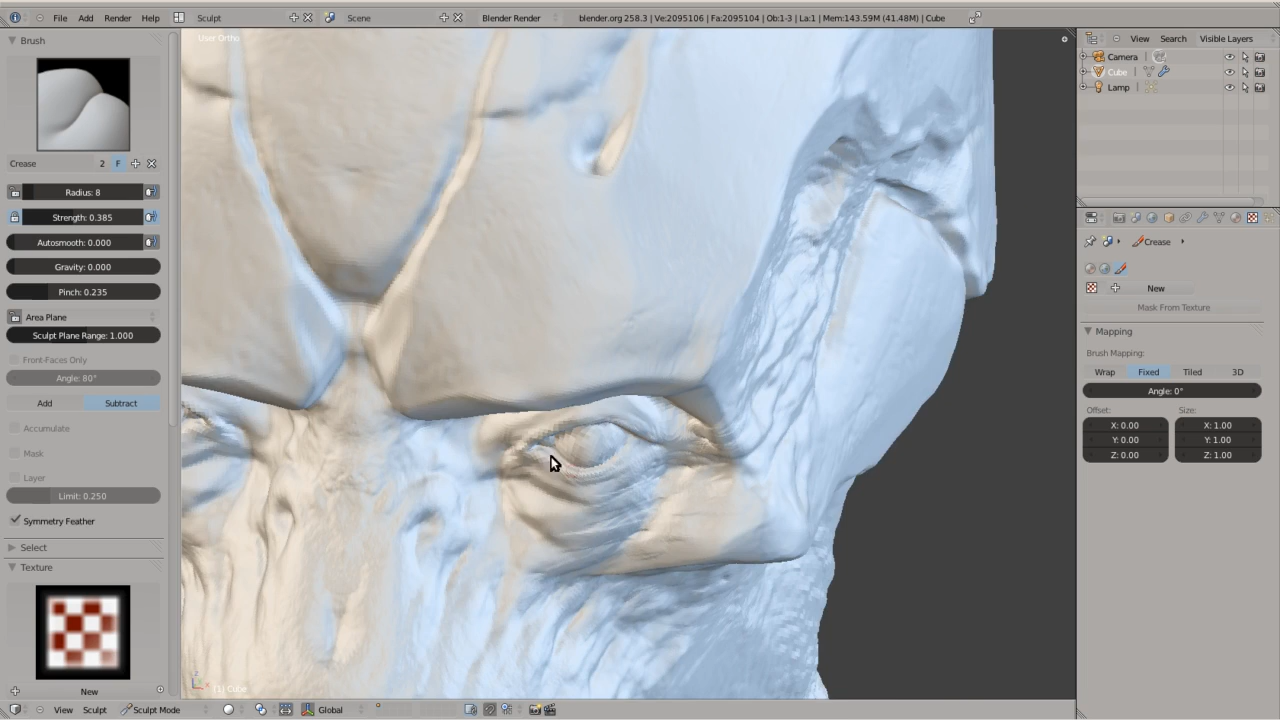 File Add Render Help Sculpt Scene Blender Render blender.org 258.3 | Ve:2095106 | Fa:2095104 | Ob:1-3 | La:1 | Mem:143.59M (41.48M) | Cube
Brush
User Ortho
Crease 2 F
Radius: 8
Strength: 0.385
Autosmooth: 0.000
Gravity: 0.000
Pinch: 0.235
Area Plane
Sculpt Plane Range: 1.000
Front-Faces Only
Angle: 80°
Add Subtract
Accumulate
Mask
Layer
Limit: 0.250
Symmetry Feather
Select
Texture
New
(1) Cube
View Sculpt Sculpt Mode Global
View Search Visible Layers
Camera
Cube
Lamp
Crease
New
Mask From Texture
Mapping
Brush Mapping:
Wrap Fixed Tiled 3D
Angle: 0°
Offset: Size:
X: 0.00 X: 1.00
Y: 0.00 Y: 1.00
Z: 0.00 Z: 1.00